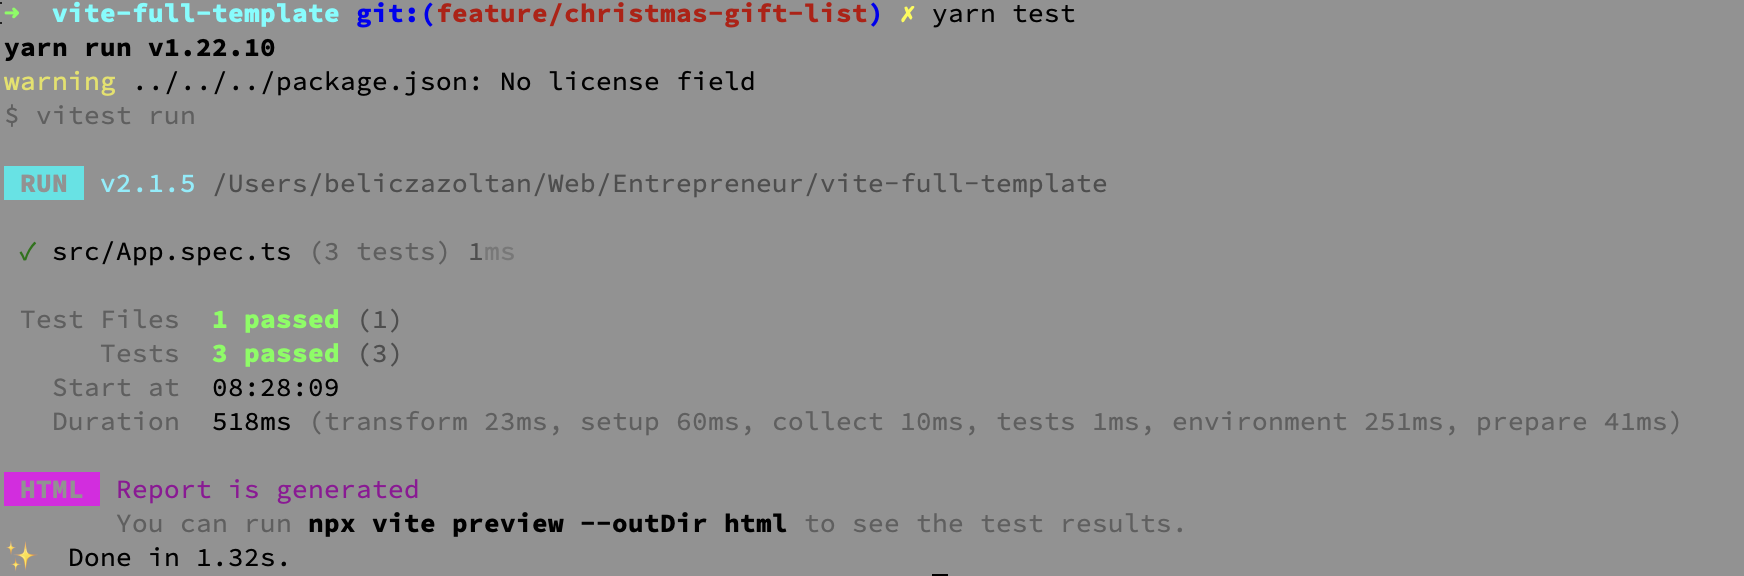 ➜  vite-full-template git:(feature/christmas-gift-list) ✗ yarn test
yarn run v1.22.10
warning ../../../package.json: No license field
$ vitest run
RUN v2.1.5 /Users/beliczazoltan/Web/Entrepreneur/vite-full-template
✓ src/App.spec.ts (3 tests) 1ms
Test Files 1 passed (1)
Tests 3 passed (3)
Start at 08:28:09
Duration 518ms (transform 23ms, setup 60ms, collect 10ms, tests 1ms, environment 251ms, prepare 41ms)
HTML Report is generated
You can run npx vite preview --outDir html to see the test results.
✨ Done in 1.32s.